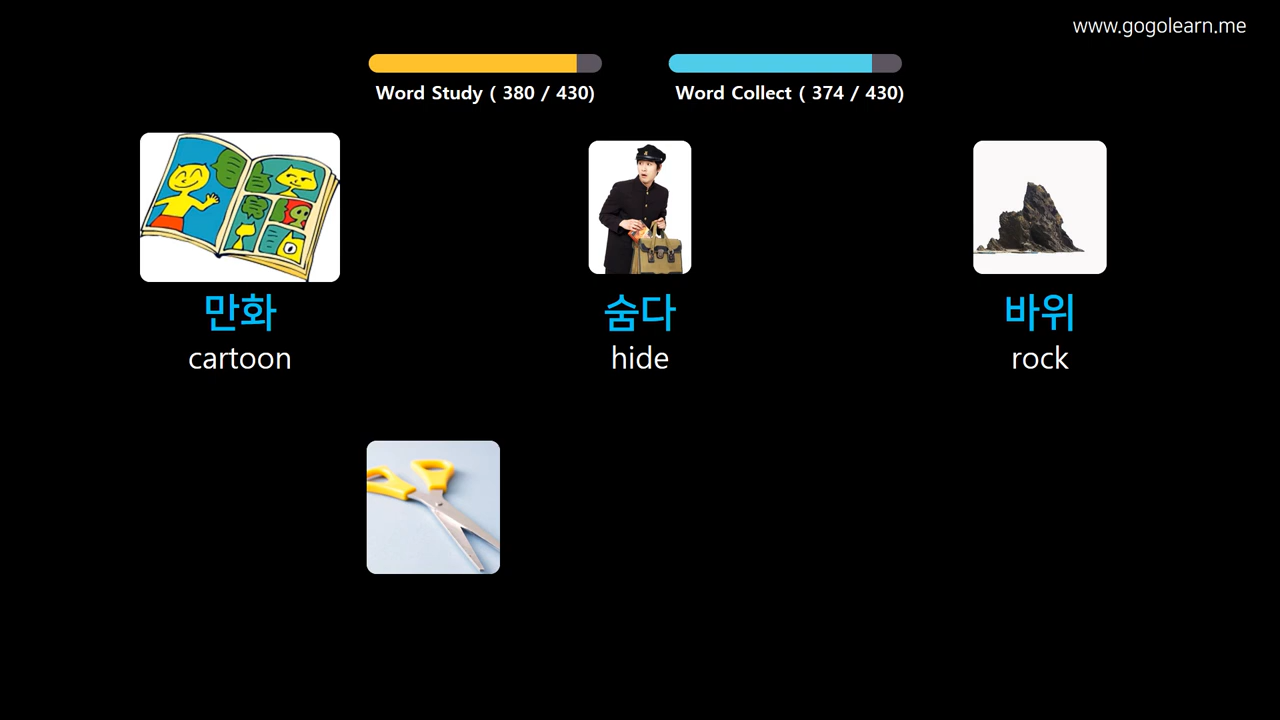 www.gogolearn.me
Word Study ( 380 / 430)
Word Collect ( 374 / 430)
만화
cartoon
숨다
hide
바위
rock